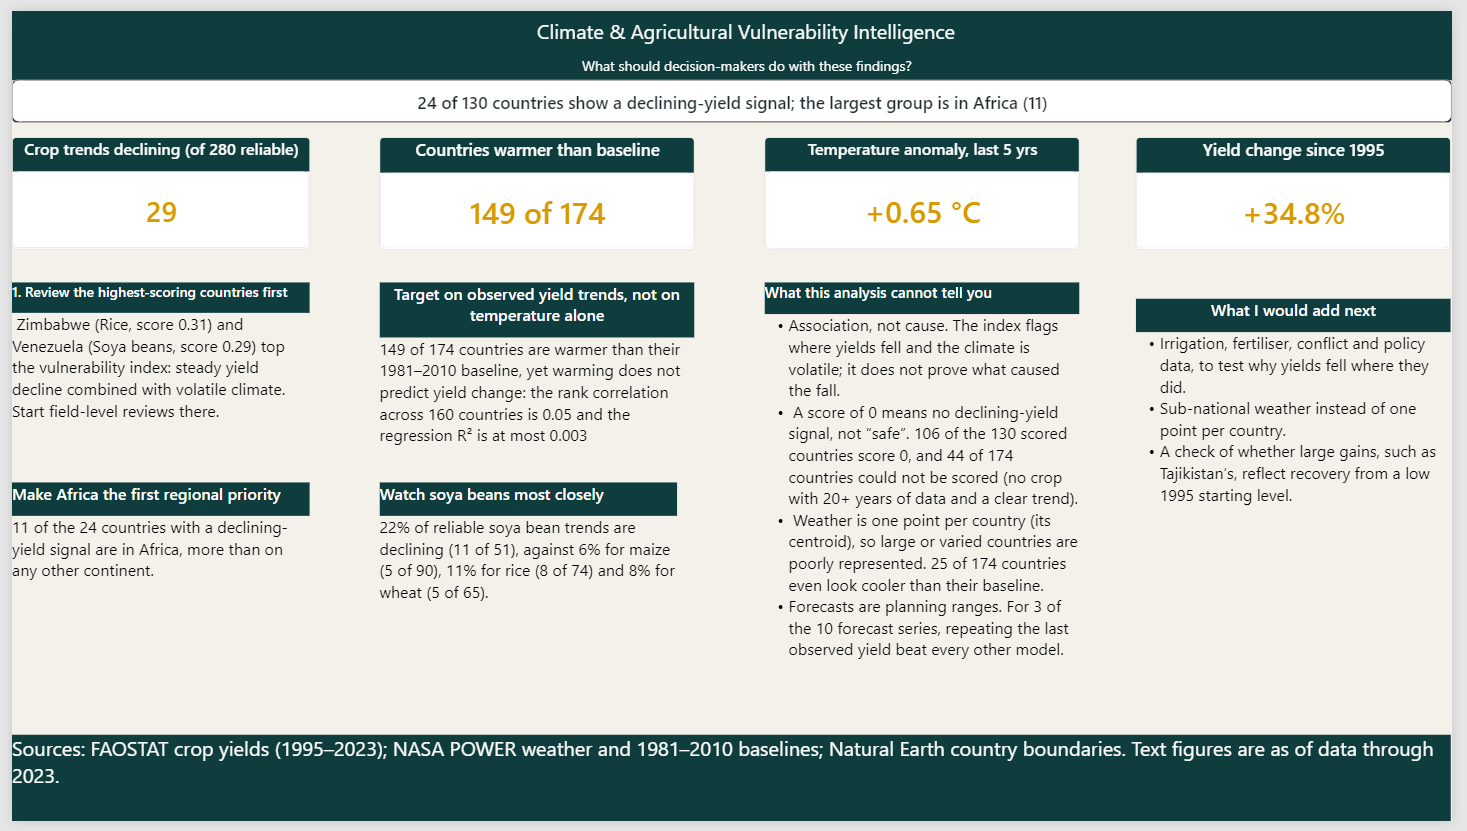 Climate & Agricultural Vulnerability Intelligence
What should decision-makers do with these findings?
24 of 130 countries show a declining-yield signal; the largest group is in Africa (11)
Crop trends declining (of 280 reliable)
29
Countries warmer than baseline
149 of 174
Temperature anomaly, last 5 yrs
+0.65 °C
Yield change since 1995
+34.8%
1. Review the highest-scoring countries first
Zimbabwe (Rice, score 0.31) and
Venezuela (Soya beans, score 0.29) top
the vulnerability index: steady yield
decline combined with volatile climate.
Start field-level reviews there.
Make Africa the first regional priority
11 of the 24 countries with a declining-
yield signal are in Africa, more than on
any other continent.
Target on observed yield trends, not on
temperature alone
149 of 174 countries are warmer than their
1981–2010 baseline, yet warming does not
predict yield change: the rank correlation
across 160 countries is 0.05 and the
regression R² is at most 0.003
Watch soya beans most closely
22% of reliable soya bean trends are
declining (11 of 51), against 6% for maize
(5 of 90), 11% for rice (8 of 74) and 8% for
wheat (5 of 65).
What this analysis cannot tell you
• Association, not cause. The index flags
where yields fell and the climate is
volatile; it does not prove what caused
the fall.
• A score of 0 means no declining-yield
signal, not “safe”. 106 of the 130 scored
countries score 0, and 44 of 174
countries could not be scored (no crop
with 20+ years of data and a clear trend).
• Weather is one point per country (its
centroid), so large or varied countries are
poorly represented. 25 of 174 countries
even look cooler than their baseline.
• Forecasts are planning ranges. For 3 of
the 10 forecast series, repeating the last
observed yield beat every other model.
What I would add next
• Irrigation, fertiliser, conflict and policy
data, to test why yields fell where they
did.
• Sub-national weather instead of one
point per country.
• A check of whether large gains, such as
Tajikistan's, reflect recovery from a low
1995 starting level.
Sources: FAOSTAT crop yields (1995–2023); NASA POWER weather and 1981–2010 baselines; Natural Earth country boundaries. Text figures are as of data through
2023.